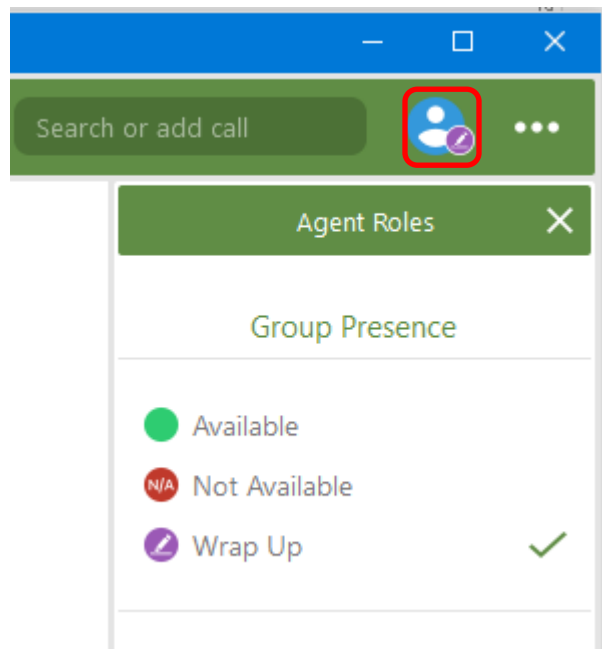 Search or add call
Agent Roles
Group Presence
Available
N/A Not Available
Wrap Up